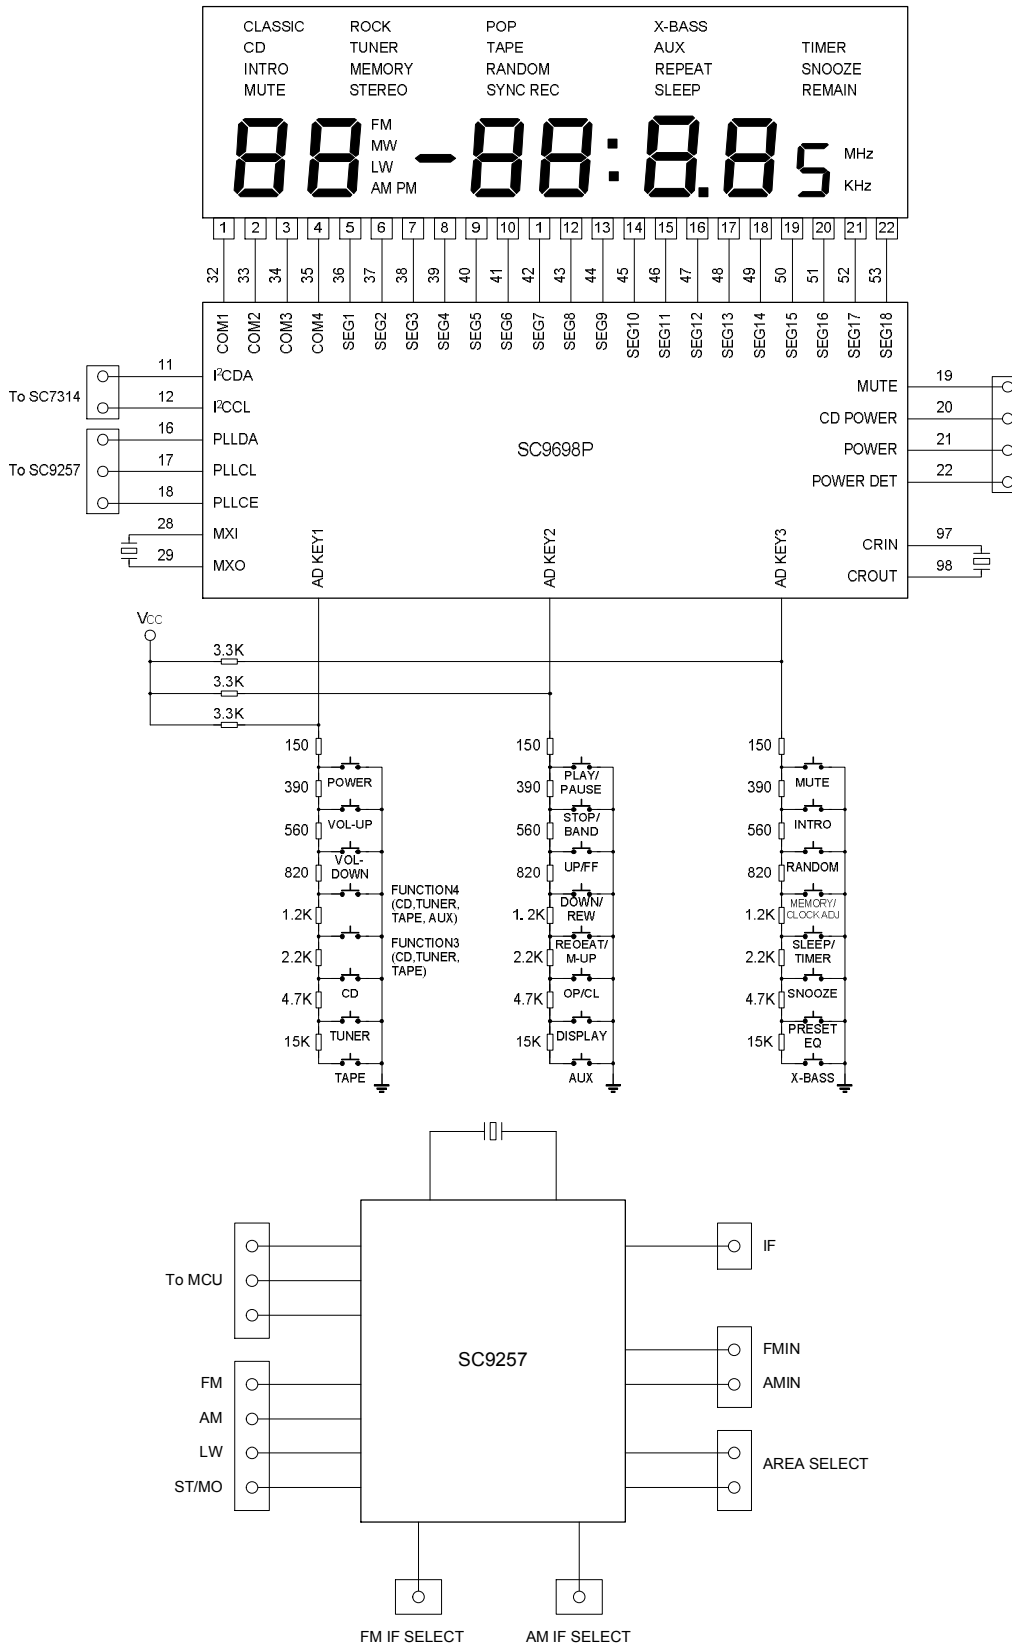 CLASSIC ROCK POP X-BASS
CD TUNER TAPE AUX TIMER
INTRO MEMORY RANDOM REPEAT SNOOZE
MUTE STEREO SYNC REC SLEEP REMAIN
88 88 FM MW LW AM PM - 88:8.8 5 MHz KHz
1 2 3 4 5 6 7 8 9 10 1 12 13 14 15 16 17 18 19 20 21 22
32 33 34 35 36 37 38 39 40 41 42 43 44 45 46 47 48 49 50 51 52 53
COM1 COM2 COM3 COM4 SEG1 SEG2 SEG3 SEG4 SEG5 SEG6 SEG7 SEG8 SEG9 SEG10 SEG11 SEG12 SEG13 SEG14 SEG15 SEG16 SEG17 SEG18
To SC7314
11 I²CDA
12 I²CCL
To SC9257
16 PLLDA
17 PLLCL
18 PLLCE
28 MXI
29 MXO
SC9698P
MUTE 19
CD POWER 20
POWER 21
POWER DET 22
CRIN 97
CROUT 98
AD KEY1
AD KEY2
AD KEY3
VCC
3.3K
3.3K
3.3K
150
POWER
390
VOL-UP
560
VOL-
DOWN
820
FUNCTION4
(CD,TUNER,
TAPE, AUX)
1.2K
FUNCTION3
(CD,TUNER,
TAPE)
2.2K
CD
4.7K
TUNER
15K
TAPE
150
PLAY/
PAUSE
390
STOP/
BAND
560
UP/FF
820
DOWN/
REW
1.2K
REOEAT/
M-UP
2.2K
OP/CL
4.7K
DISPLAY
15K
AUX
150
MUTE
390
INTRO
560
RANDOM
820
MEMORY/
CLOCK ADJ
1.2K
SLEEP/
TIMER
2.2K
SNOOZE
4.7K
PRESET
EQ
15K
X-BASS
To MCU
FM
AM
LW
ST/MO
SC9257
IF
FMIN
AMIN
AREA SELECT
FM IF SELECT
AM IF SELECT